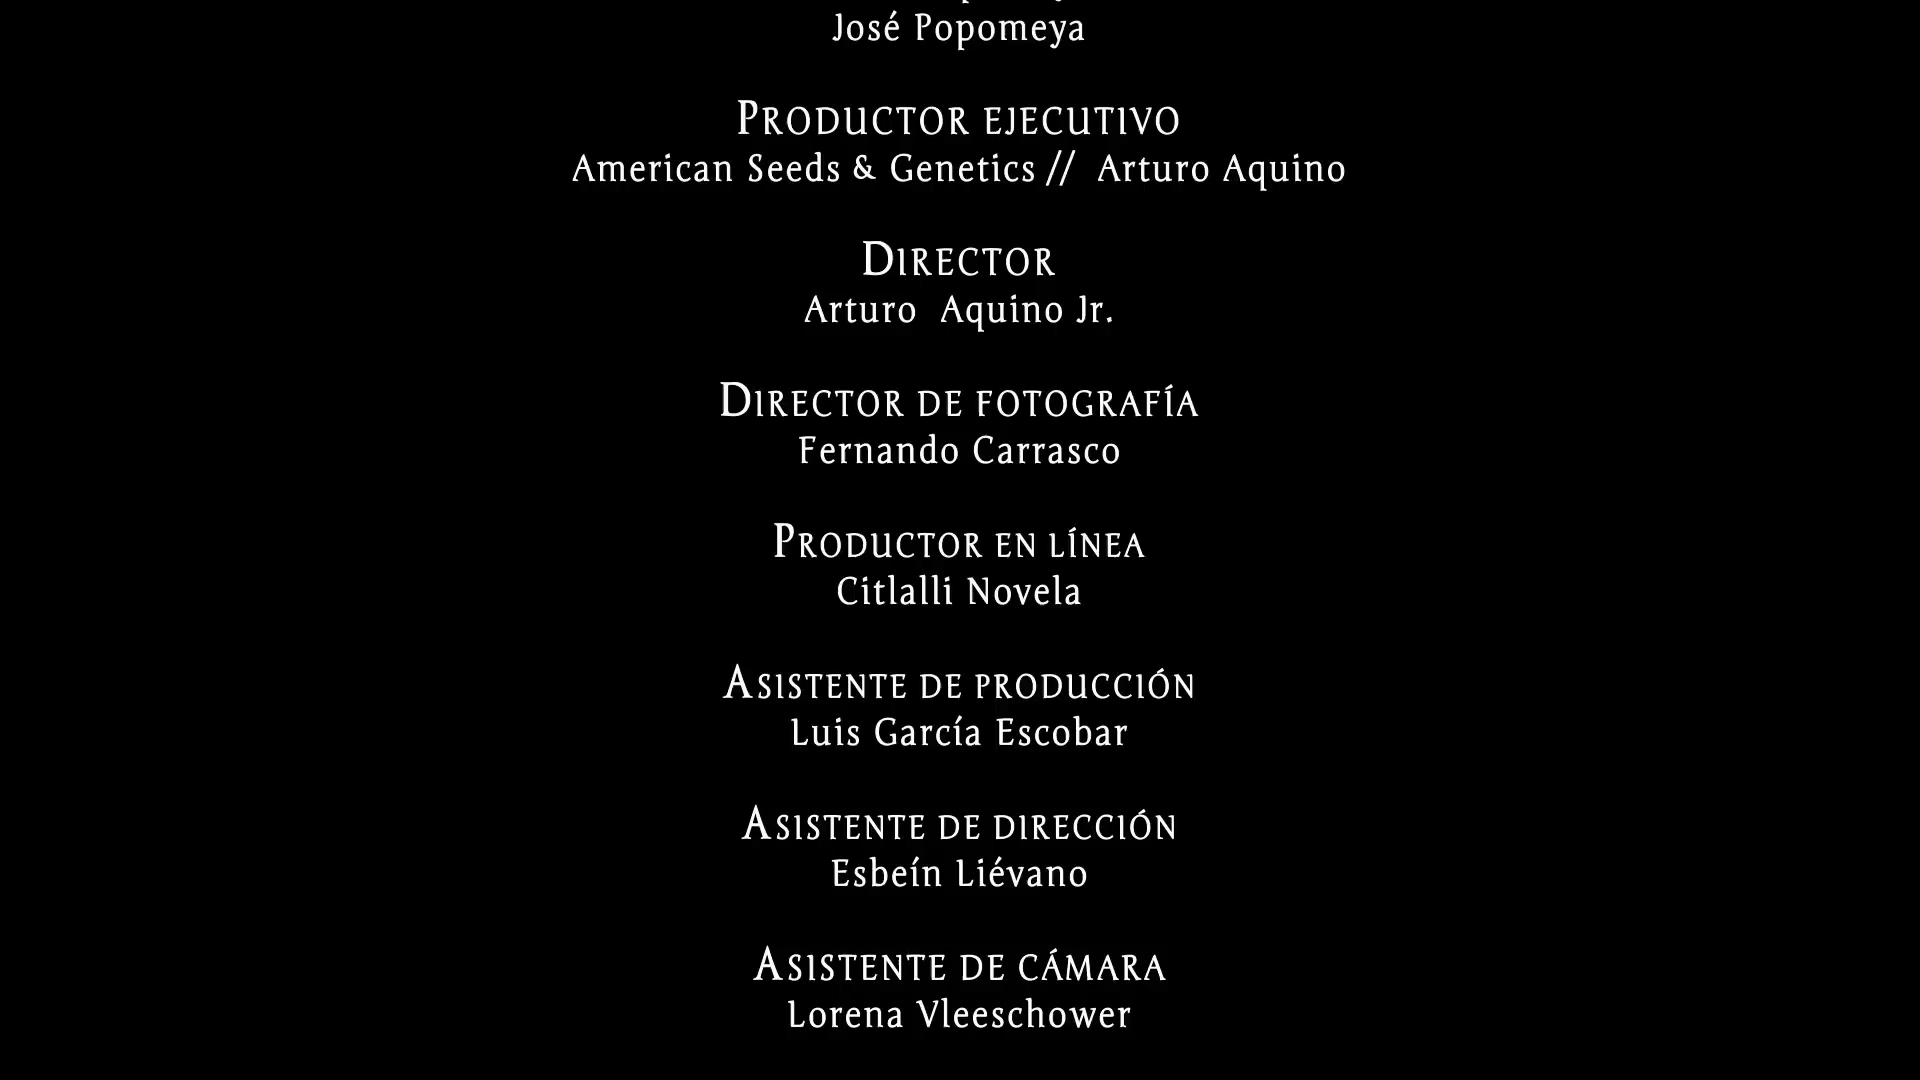 José Popomeya
Productor ejecutivo
American Seeds & Genetics // Arturo Aquino
Director
Arturo Aquino Jr.
Director de fotografía
Fernando Carrasco
Productor en línea
Citlalli Novela
Asistente de producción
Luis García Escobar
Asistente de dirección
Esbeín Liévano
Asistente de cámara
Lorena Vleeschower